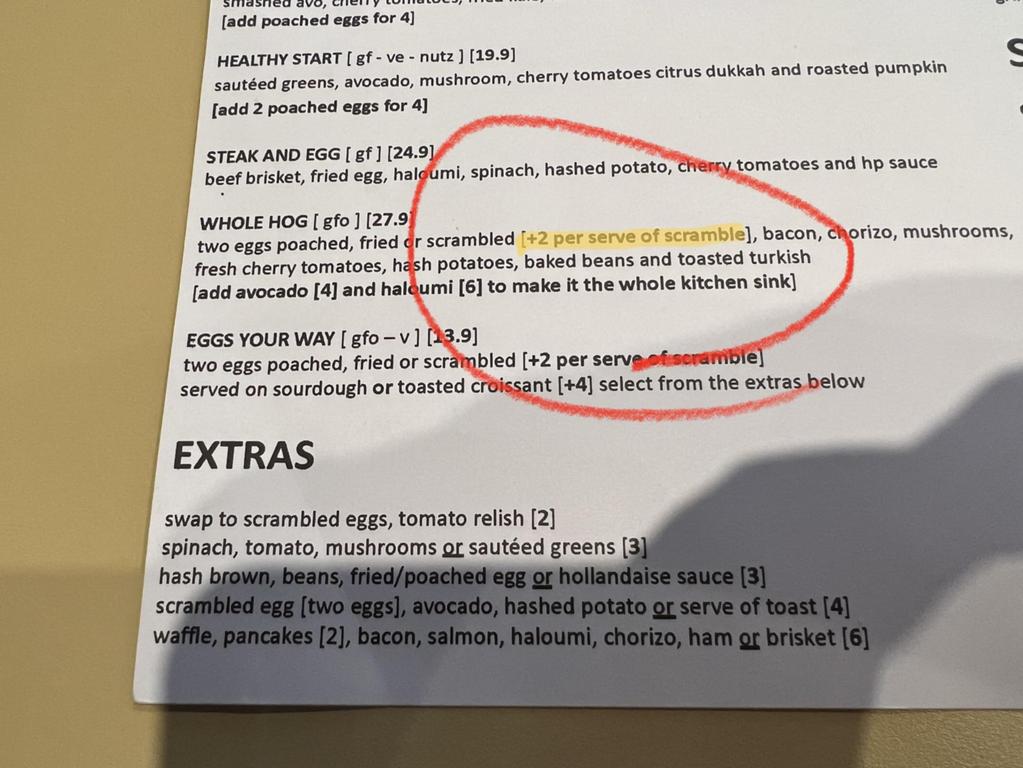 [add poached eggs for 4]
HEALTHY START [ gf - ve - nutz ] [19.9]
sautéed greens, avocado, mushroom, cherry tomatoes citrus dukkah and roasted pumpkin
[add 2 poached eggs for 4]
STEAK AND EGG [ gf ] [24.9]
beef brisket, fried egg, haloumi, spinach, hashed potato, cherry tomatoes and hp sauce
WHOLE HOG [ gfo ] [27.9]
two eggs poached, fried or scrambled [+2 per serve of scramble], bacon, chorizo, mushrooms,
fresh cherry tomatoes, hash potatoes, baked beans and toasted turkish
[add avocado [4] and haloumi [6] to make it the whole kitchen sink]
EGGS YOUR WAY [ gfo – v ] [13.9]
two eggs poached, fried or scrambled [+2 per serve of scramble]
served on sourdough or toasted croissant [+4] select from the extras below
EXTRAS
swap to scrambled eggs, tomato relish [2]
spinach, tomato, mushrooms or sautéed greens [3]
hash brown, beans, fried/poached egg or hollandaise sauce [3]
scrambled egg [two eggs], avocado, hashed potato or serve of toast [4]
waffle, pancakes [2], bacon, salmon, haloumi, chorizo, ham or brisket [6]